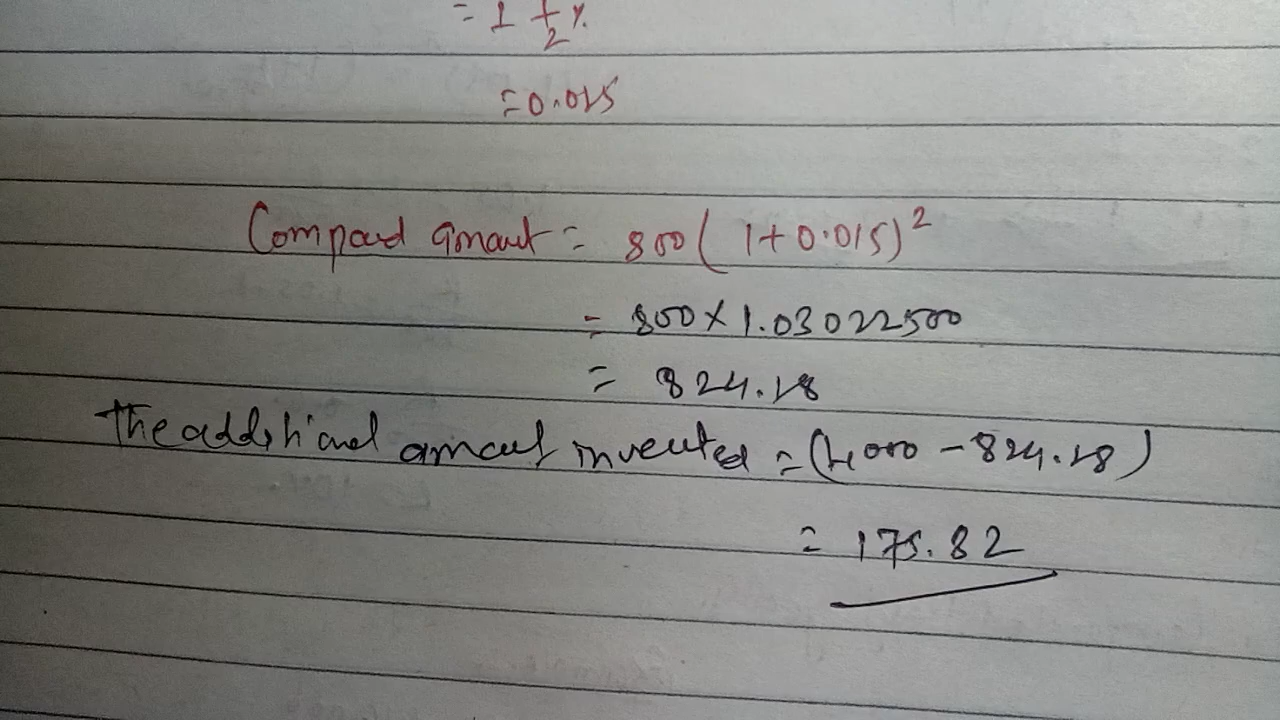 = 1 1/2 %
= 0.015
Compound amount = 800 ( 1 + 0.015 )²
= 800 × 1.03022500
= 824.18
The additional amount invested = (1,000 - 824.18)
= 175.82